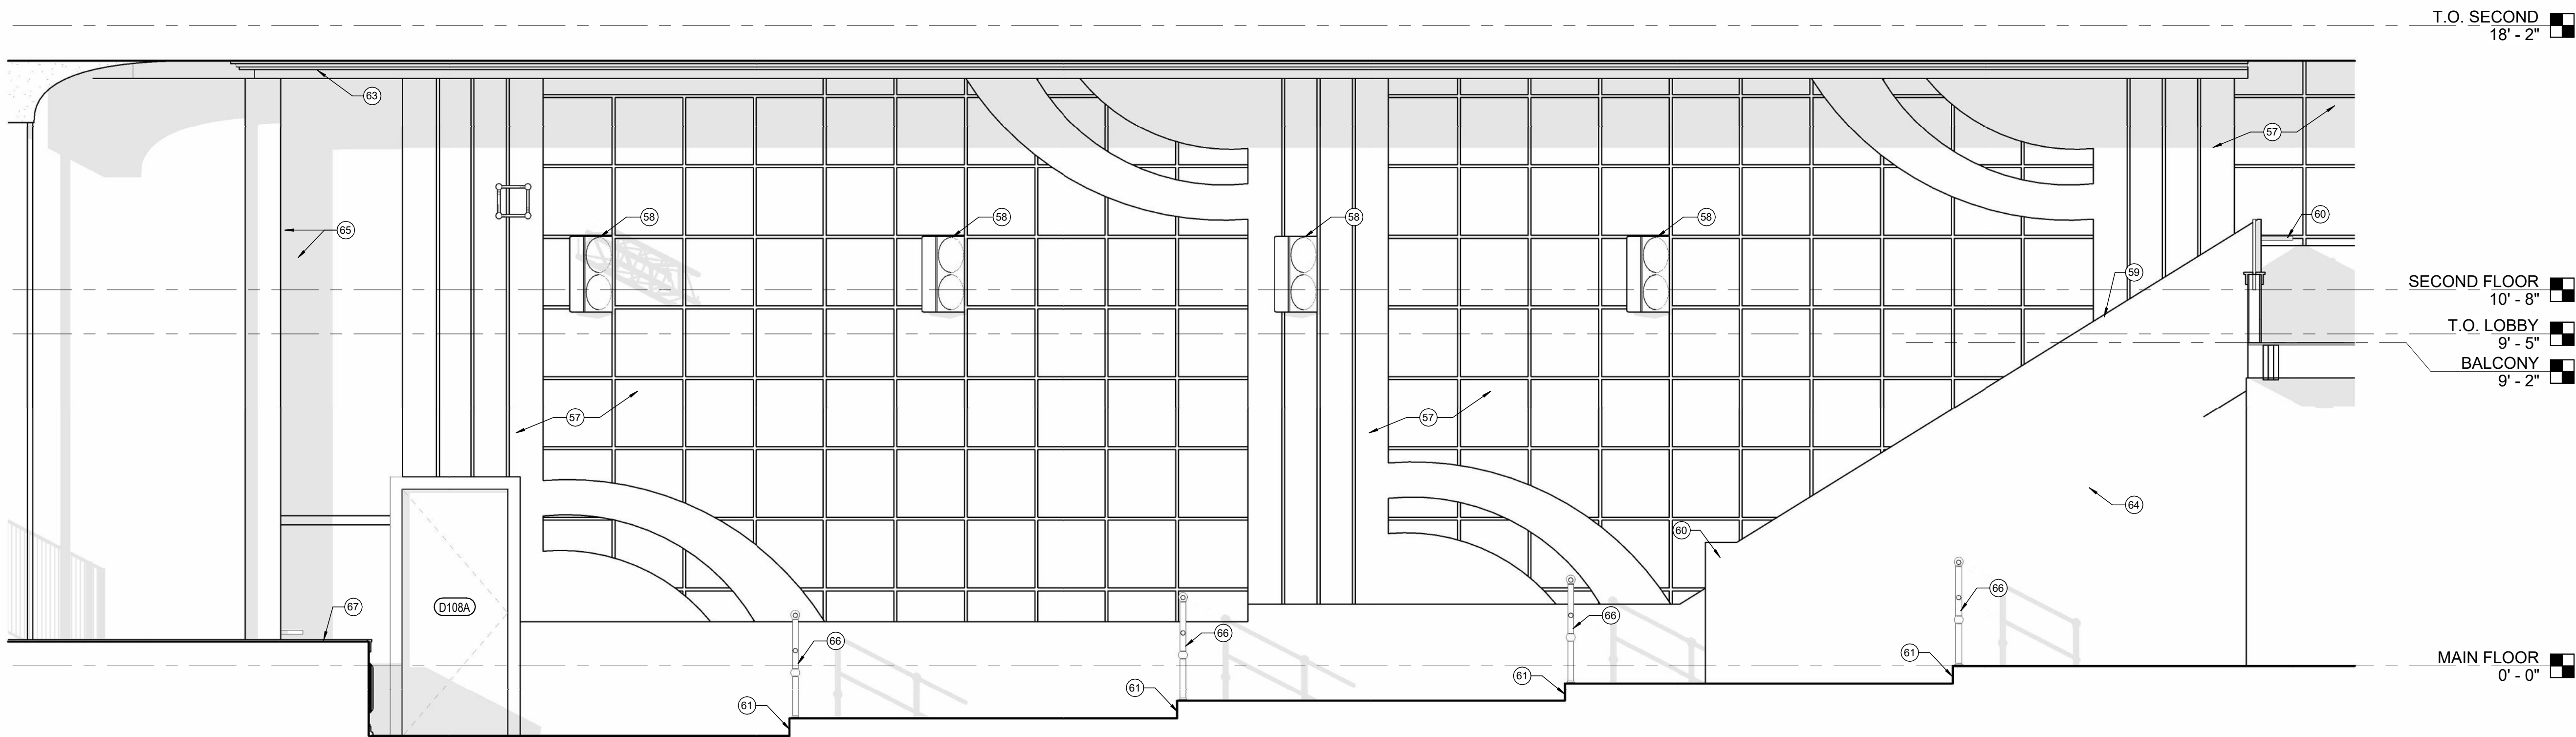 T.O. SECOND
18' - 2"
63
57
65
58
58
58
58
60
59
SECOND FLOOR
10' - 8"
T.O. LOBBY
9' - 5"
BALCONY
9' - 2"
57
57
64
60
67
D108A
66
66
66
66
61
61
61
61
MAIN FLOOR
0' - 0"